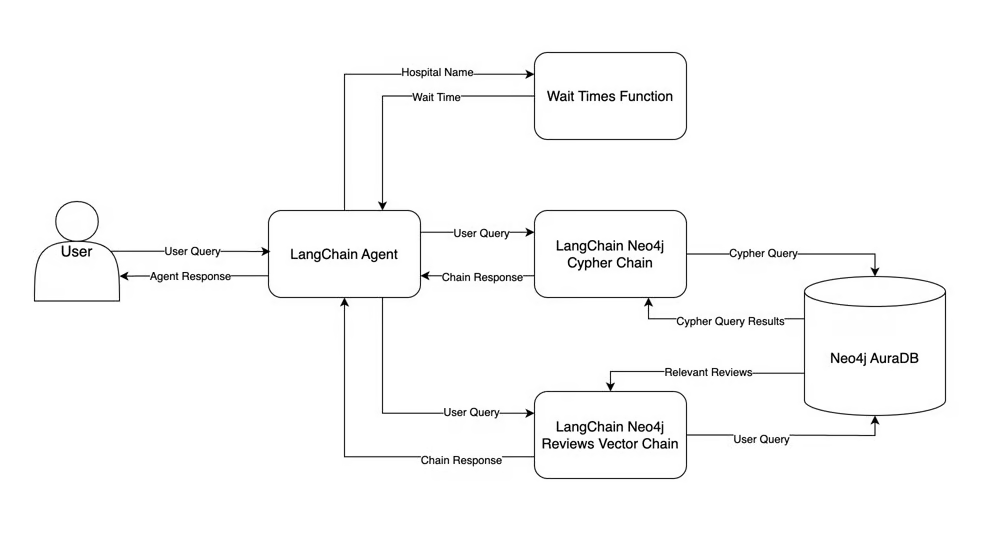 Hospital Name
Wait Time
Wait Times Function
User
User Query
Agent Response
LangChain Agent
User Query
Chain Response
LangChain Neo4j
Cypher Chain
Cypher Query
Cypher Query Results
Neo4j AuraDB
Relevant Reviews
User Query
Chain Response
LangChain Neo4j
Reviews Vector Chain
User Query